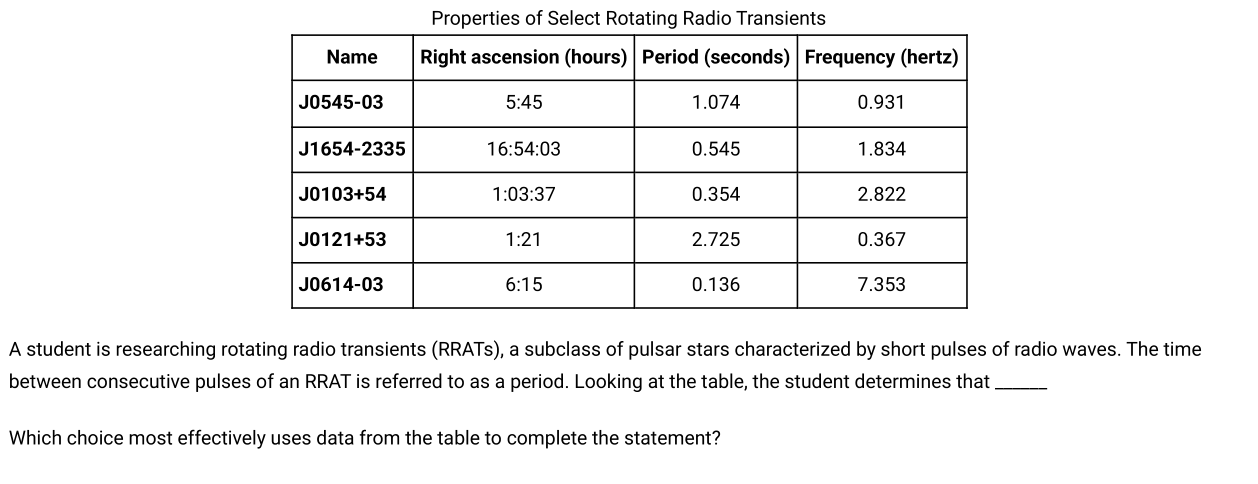 Properties of Select Rotating Radio Transients
Name Right ascension (hours) Period (seconds) Frequency (hertz)
J0545-03 5:45 1.074 0.931
J1654-2335 16:54:03 0.545 1.834
J0103+54 1:03:37 0.354 2.822
J0121+53 1:21 2.725 0.367
J0614-03 6:15 0.136 7.353
A student is researching rotating radio transients (RRATs), a subclass of pulsar stars characterized by short pulses of radio waves. The time
between consecutive pulses of an RRAT is referred to as a period. Looking at the table, the student determines that ______
Which choice most effectively uses data from the table to complete the statement?